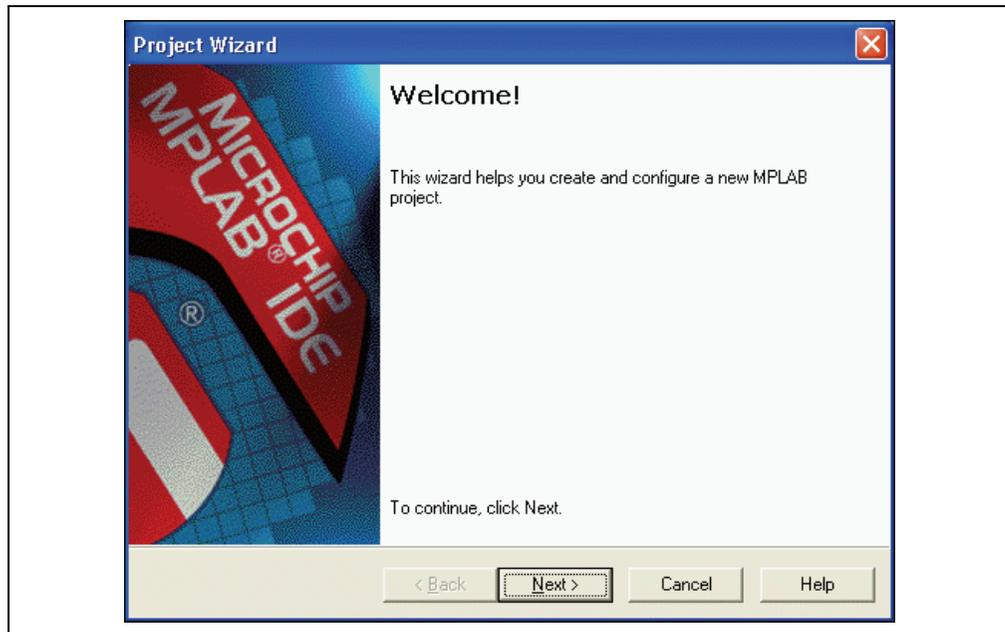 Project Wizard
MICROCHIP
MPLAB® IDE
®
Welcome!
This wizard helps you create and configure a new MPLAB
project.
To continue, click Next.
< Back
Next >
Cancel
Help